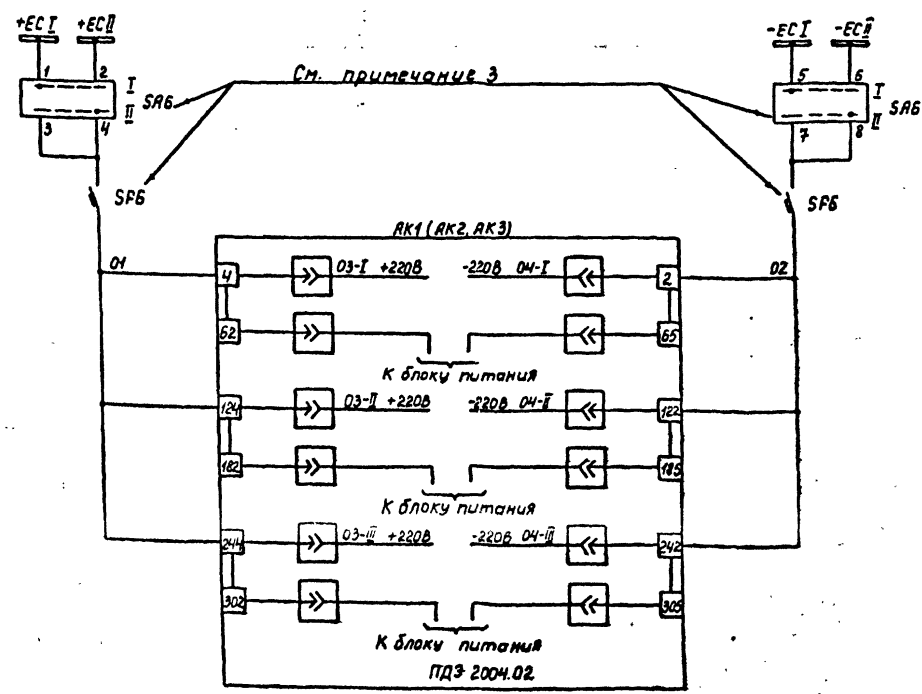 +ЕС I +ЕС II
-ЕС I -ЕС II
1 2
5 6
См. примечание 3
I
II SA6
I
II SA6
3 4
7 8
SF6
SF6
АК1 (АК2, АК3)
01
4 03-I +220В -220В 04-I 2
02
62 65
К блоку питания
124 03-II +220В -220В 04-II 122
182 185
К блоку питания
244 03-III +220В -220В 04-III 242
302 305
К блоку питания
ПДЭ 2004.02